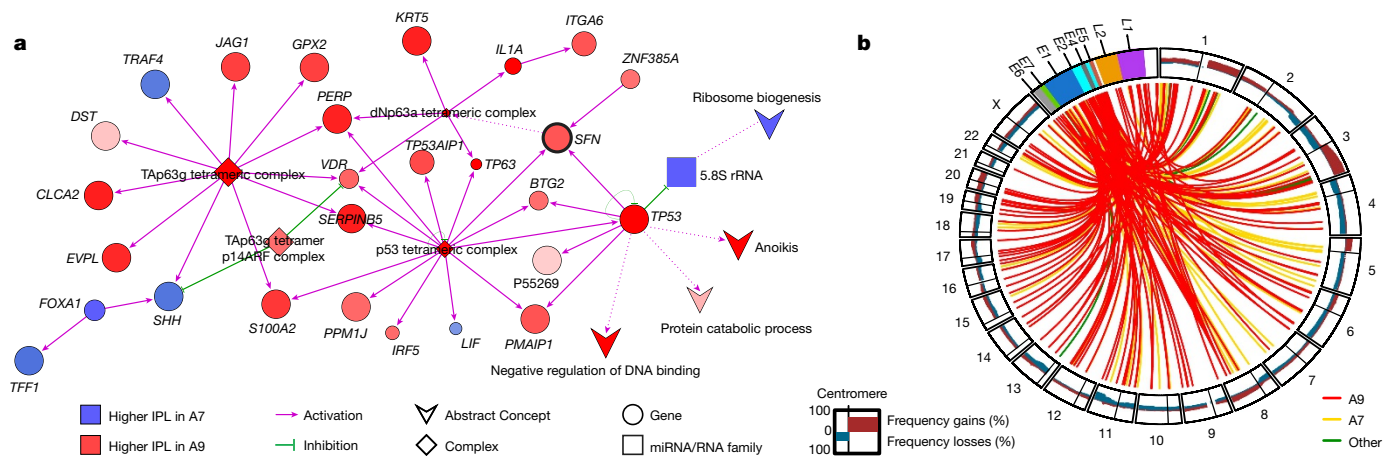 a
KRT5
ITGA6
JAG1
GPX2
IL1A
TRAF4
ZNF385A
PERP
Ribosome biogenesis
DST
dNp63a tetrameric complex
SFN
VDR
TP53AIP1
TP63
TAp63g tetrameric complex
5.8S rRNA
BTG2
CLCA2
SERPINB5
TP53
TAp63g tetramer
p14ARF complex
p53 tetrameric complex
Anoikis
EVPL
P55269
FOXA1
SHH
S100A2
PPM1J
IRF5
LIF
PMAIP1
Protein catabolic process
TFF1
Negative regulation of DNA binding
Higher IPL in A7
Activation
Abstract Concept
Gene
Higher IPL in A9
Inhibition
Complex
miRNA/RNA family
b
E6
E7
E1
E2
E4
E5
L2
L1
1
2
3
4
5
6
7
8
9
10
11
12
13
14
15
16
17
18
19
20
21
22
X
Centromere
100
0
100
Frequency gains (%)
Frequency losses (%)
A9
A7
Other